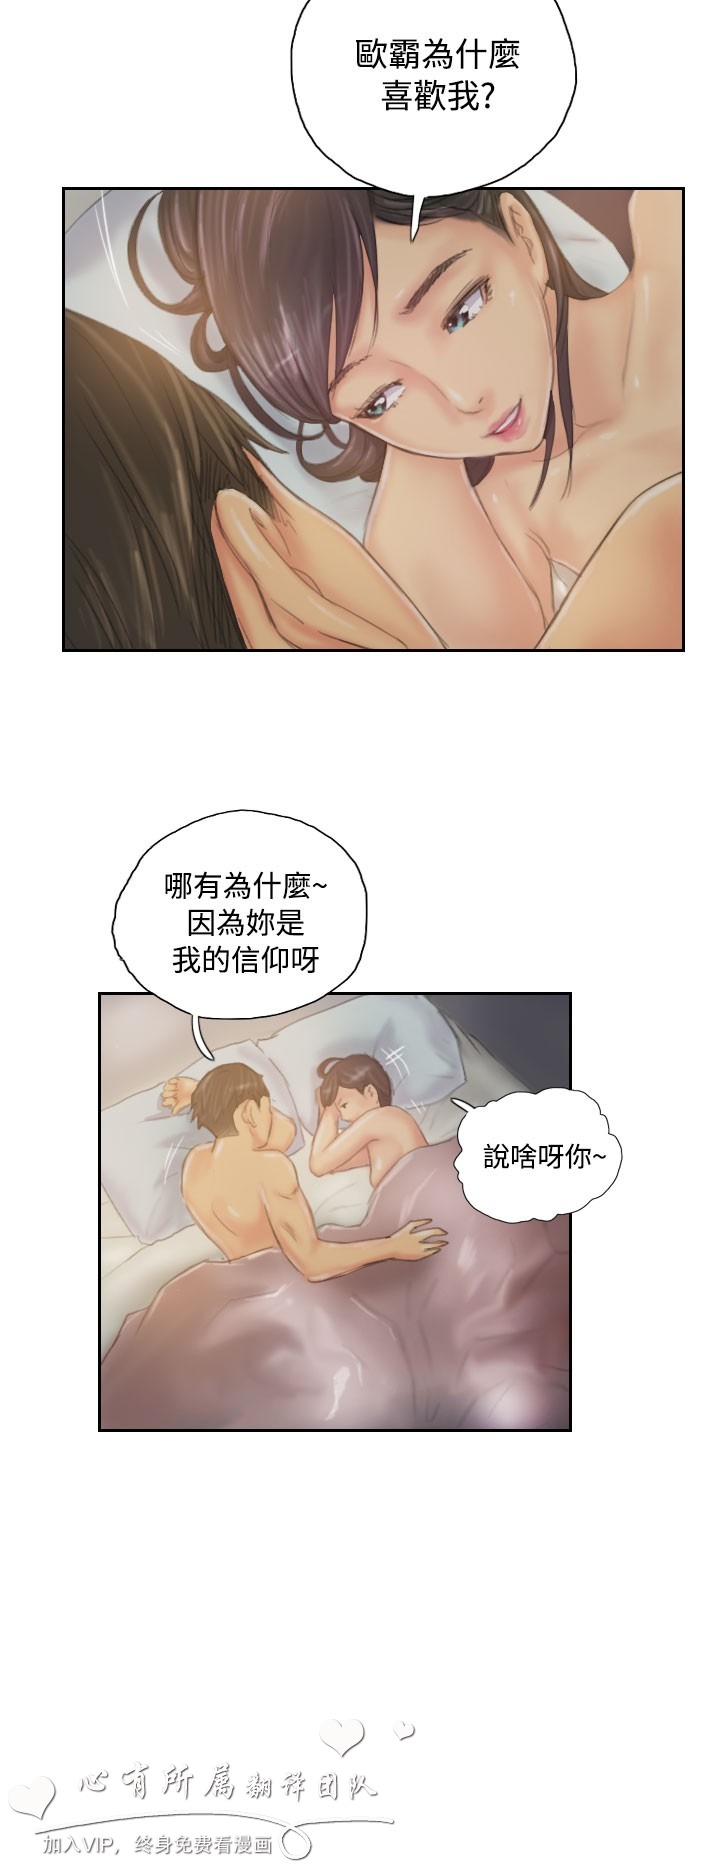 歐霸為什麼
喜歡我?
哪有為什麼~
因為妳是
我的信仰呀
說啥呀你~
心有所属翻译团队
加入VIP，终身免费看漫画